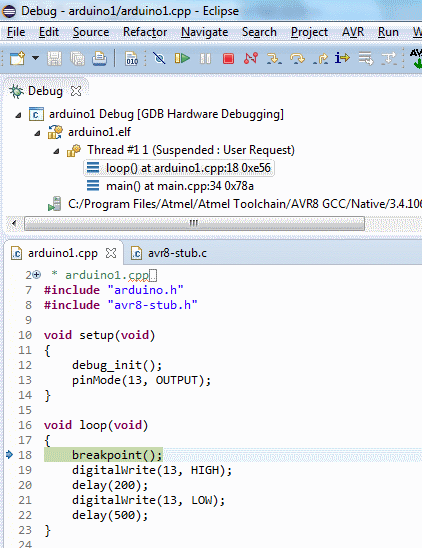 Debug - arduino1/arduino1.cpp - Eclipse
File Edit Source Refactor Navigate Search Project AVR Run W
Debug
arduino1 Debug [GDB Hardware Debugging]
arduino1.elf
Thread #1 1 (Suspended : User Request)
loop() at arduino1.cpp:18 0xe56
main() at main.cpp:34 0x78a
C:/Program Files/Atmel/Atmel Toolchain/AVR8 GCC/Native/3.4.106
arduino1.cpp avr8-stub.c
2 * arduino1.cpp
7 #include "arduino.h"
8 #include "avr8-stub.h"
9
10 void setup(void)
11 {
12 debug_init();
13 pinMode(13, OUTPUT);
14 }
15
16 void loop(void)
17 {
18 breakpoint();
19 digitalWrite(13, HIGH);
20 delay(200);
21 digitalWrite(13, LOW);
22 delay(500);
23 }
24